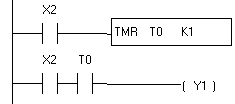 X2
TMR T0 K1
X2 T0
( Y1 )